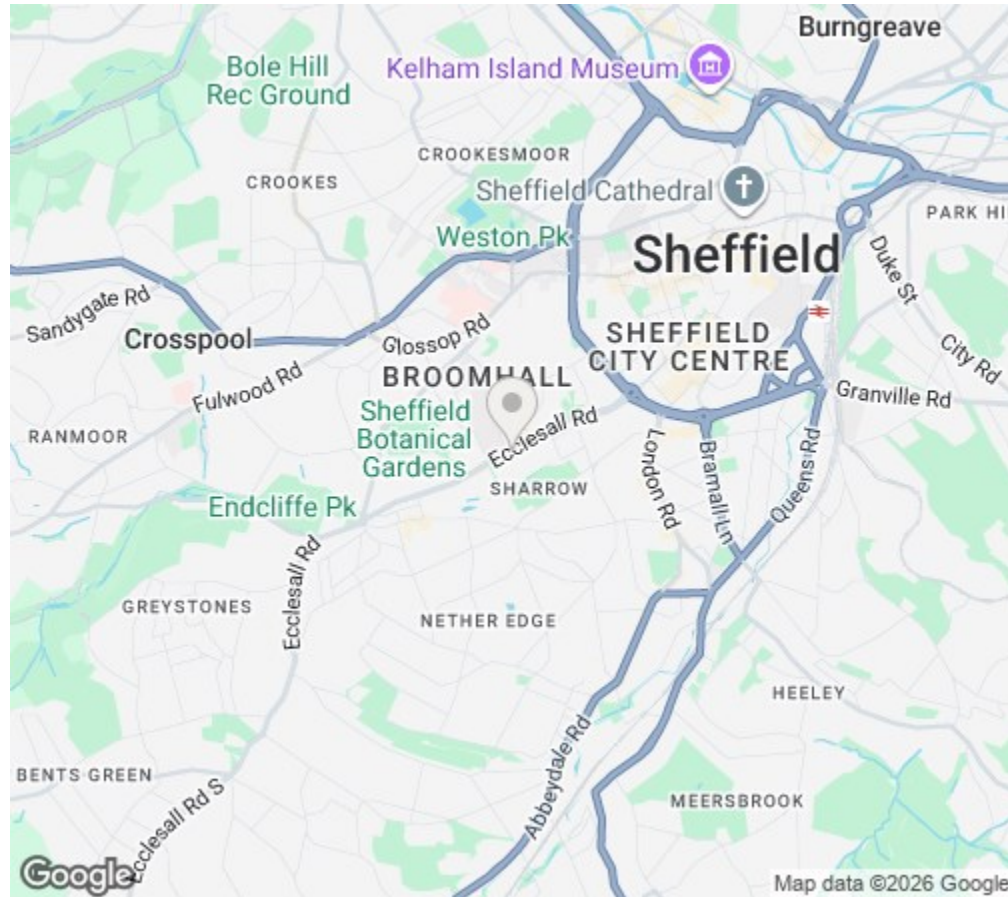 Burngreave
Bole Hill
Rec Ground
Kelham Island Museum
CROOKESMOOR
CROOKES
Sheffield Cathedral
PARK HI
Weston Pk
Sheffield
Duke St
Sandygate Rd
Crosspool
Glossop Rd
SHEFFIELD
CITY CENTRE
City Rd
Fulwood Rd
BROOMHALL
Granville Rd
Sheffield
Botanical
Gardens
Ecclesall Rd
RANMOOR
London Rd
Bramall Ln
Queens Rd
SHARROW
Endcliffe Pk
Ecclesall Rd
GREYSTONES
NETHER EDGE
HEELEY
Abbeydale Rd
BENTS GREEN
MEERSBROOK
Ecclesall Rd S
Google
Map data ©2026 Google